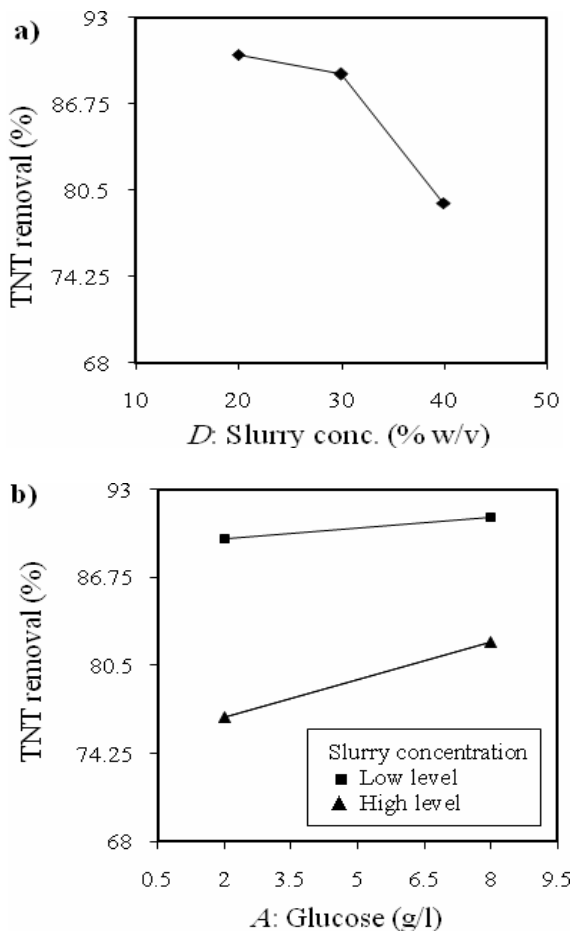 a)
93
86.75
80.5
74.25
68
TNT removal (%)
10 20 30 40 50
D: Slurry conc. (% w/v)
b)
93
86.75
80.5
74.25
68
TNT removal (%)
Slurry concentration
Low level
High level
0.5 2 3.5 5 6.5 8 9.5
A: Glucose (g/l)